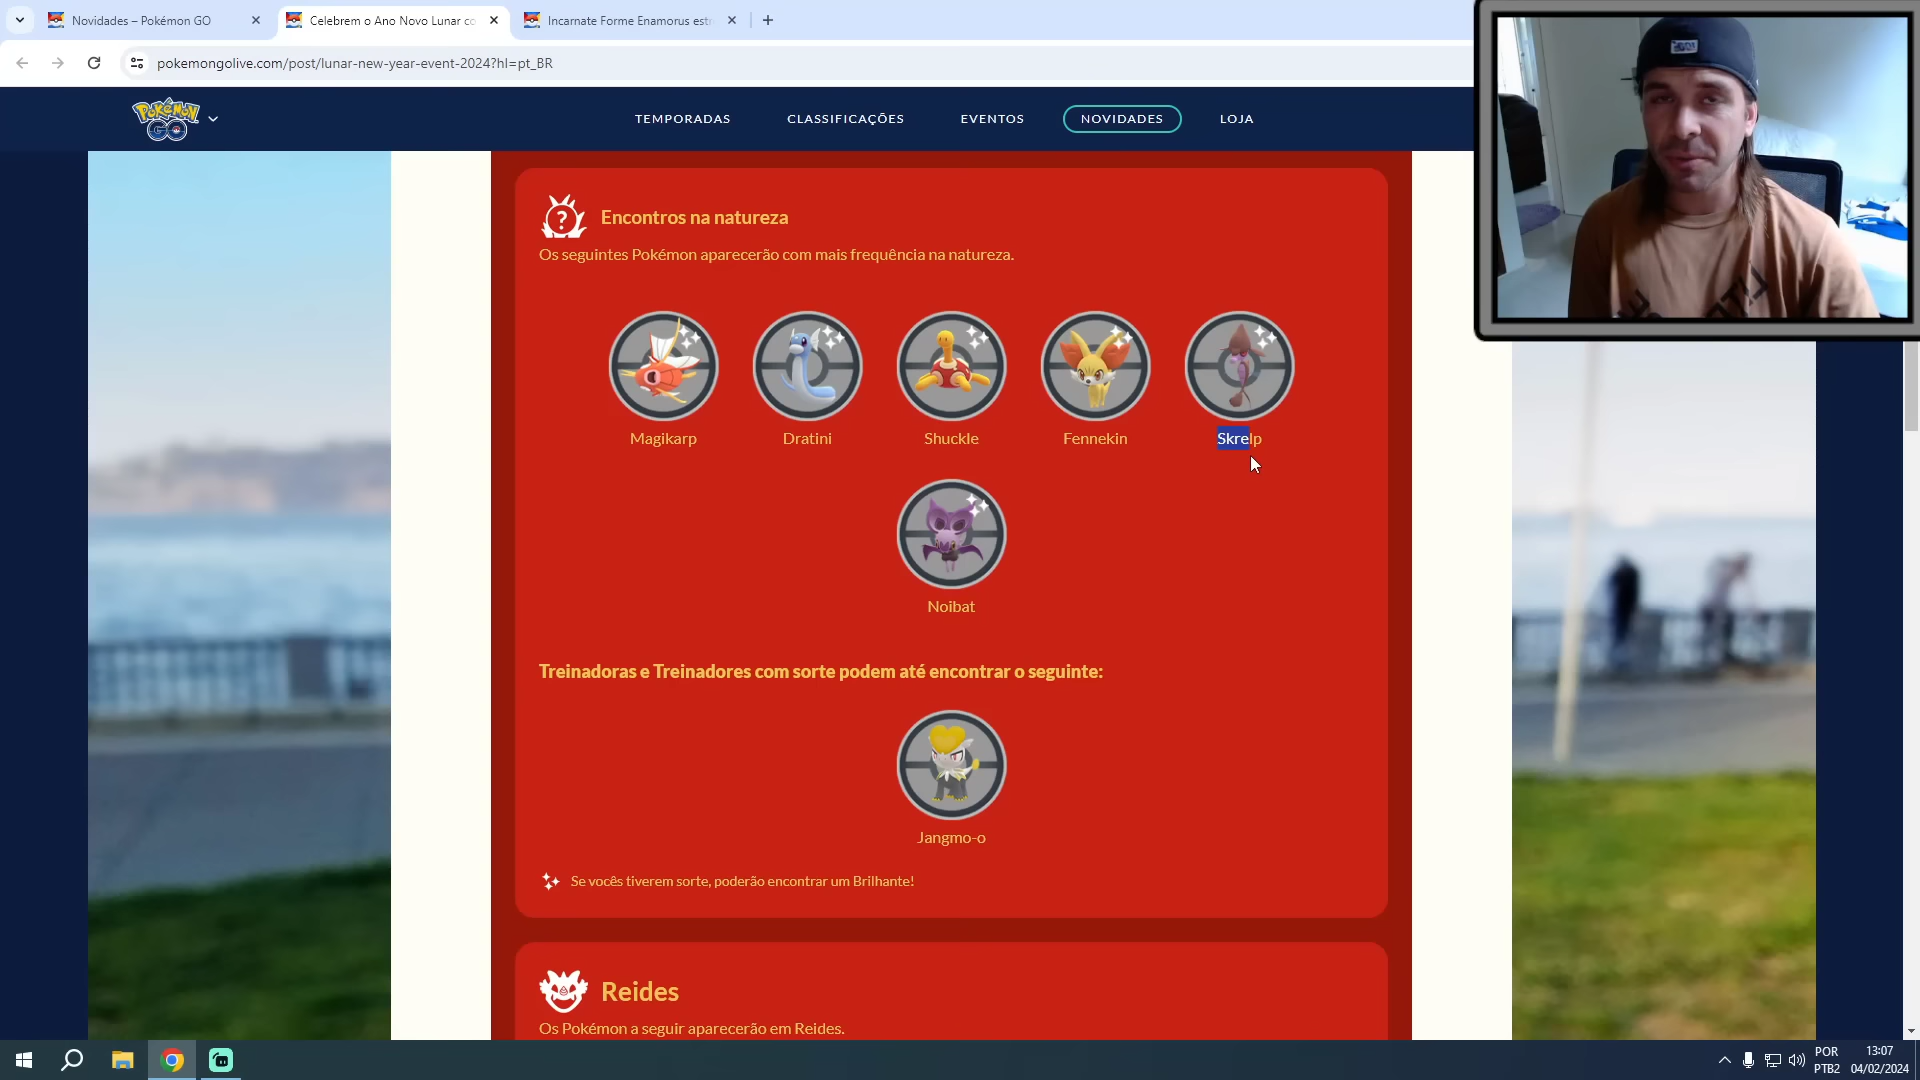 Novidades – Pokémon GO
Celebrem o Ano Novo Lunar co
Incarnate Forme Enamorus estr
pokemongolive.com/post/lunar-new-year-event-2024?hl=pt_BR
POKÉMON GO
TEMPORADAS
CLASSIFICAÇÕES
EVENTOS
NOVIDADES
LOJA
Encontros na natureza
Os seguintes Pokémon aparecerão com mais frequência na natureza.
Magikarp
Dratini
Shuckle
Fennekin
Skrelp
Noibat
Treinadoras e Treinadores com sorte podem até encontrar o seguinte:
Jangmo-o
Se vocês tiverem sorte, poderão encontrar um Brilhante!
Reides
Os Pokémon a seguir aparecerão em Reides.
POR
PTB2
13:07
04/02/2024